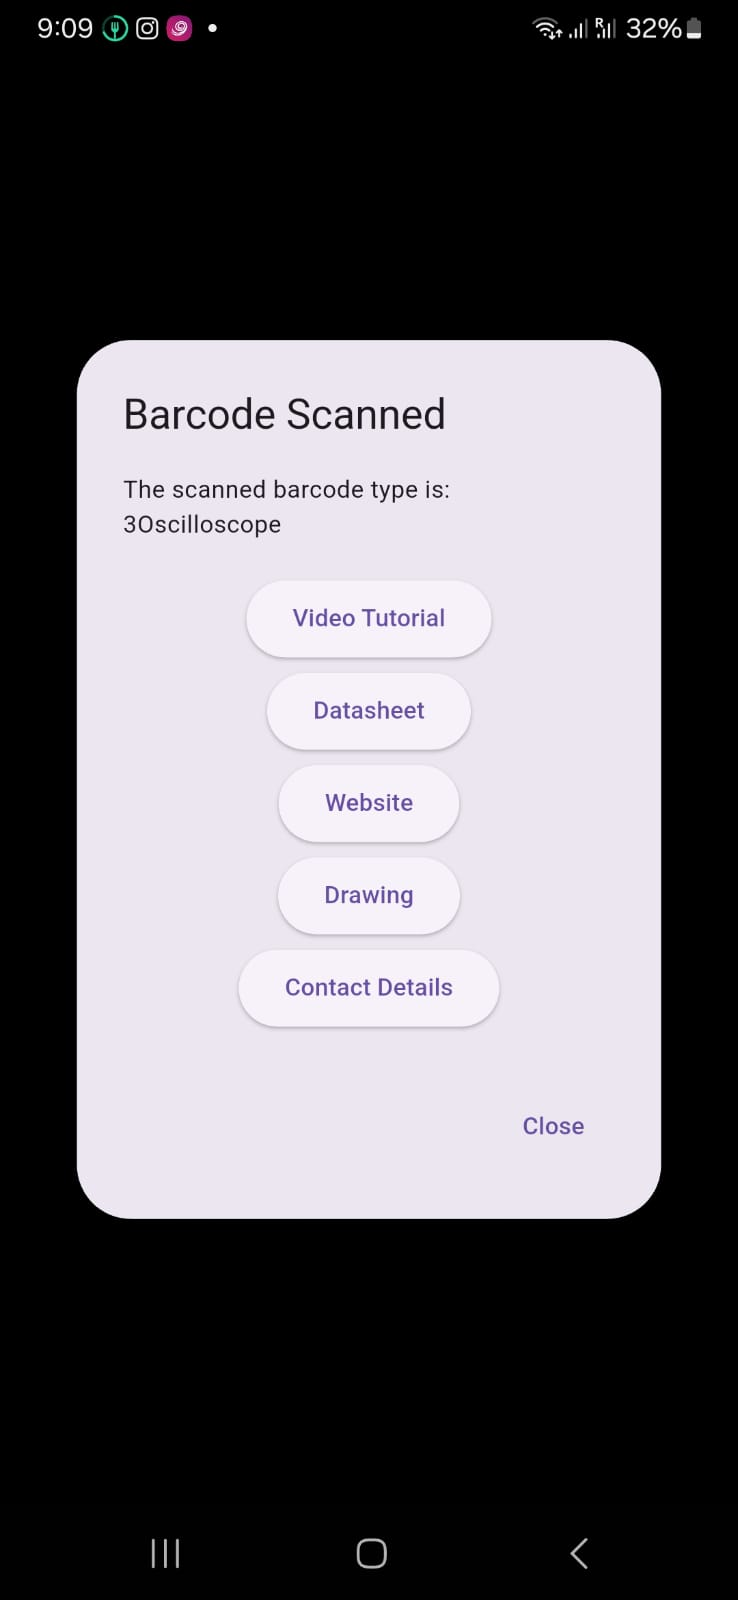 9:09
R
32%
Barcode Scanned
The scanned barcode type is:
3Oscilloscope
Video Tutorial
Datasheet
Website
Drawing
Contact Details
Close